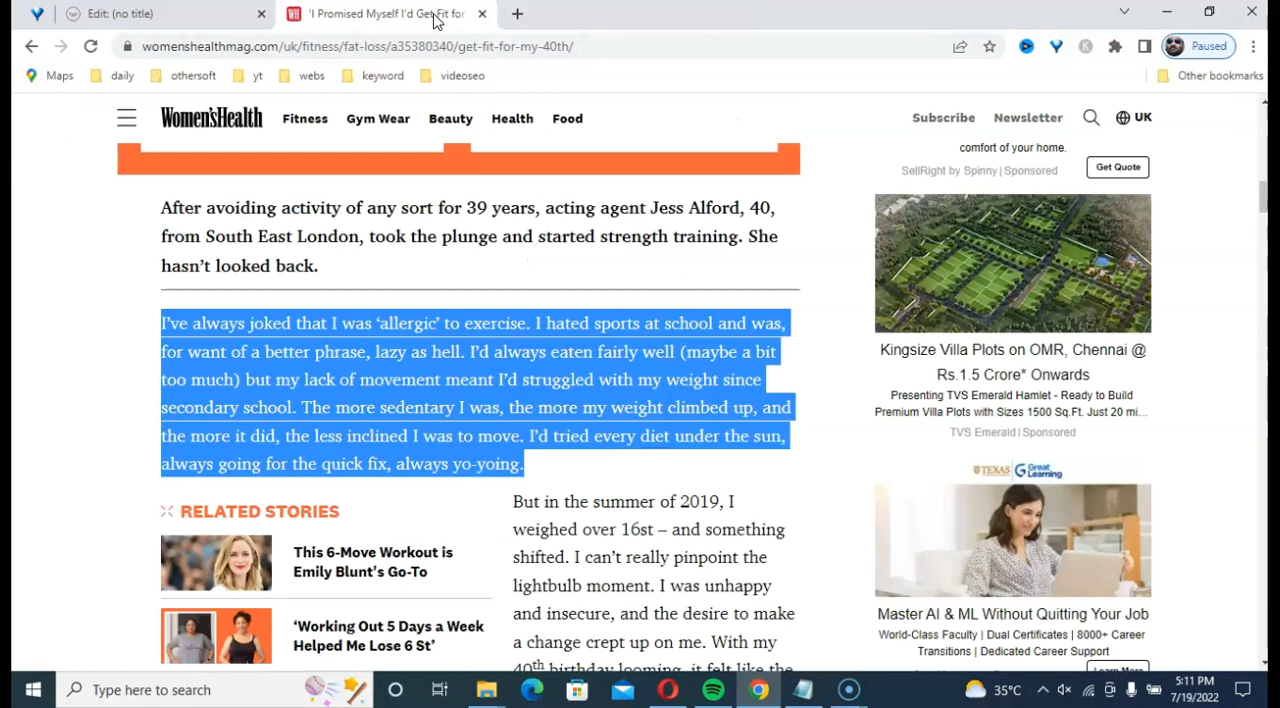 Edit: (no title)
'I Promised Myself I'd Get Fit for
womenshealthmag.com/uk/fitness/fat-loss/a35380340/get-fit-for-my-40th/
Paused
Maps
daily
othersoft
yt
webs
keyword
videoseo
Other bookmarks
Women'sHealth
Fitness
Gym Wear
Beauty
Health
Food
Subscribe
Newsletter
UK
comfort of your home.
SellRight by Spinny | Sponsored
Get Quote
After avoiding activity of any sort for 39 years, acting agent Jess Alford, 40,
from South East London, took the plunge and started strength training. She
hasn't looked back.
I've always joked that I was 'allergic' to exercise. I hated sports at school and was,
for want of a better phrase, lazy as hell. I'd always eaten fairly well (maybe a bit
too much) but my lack of movement meant I'd struggled with my weight since
secondary school. The more sedentary I was, the more my weight climbed up, and
the more it did, the less inclined I was to move. I'd tried every diet under the sun,
always going for the quick fix, always yo-yoing.
RELATED STORIES
This 6-Move Workout is
Emily Blunt's Go-To
'Working Out 5 Days a Week
Helped Me Lose 6 St'
But in the summer of 2019, I
weighed over 16st – and something
shifted. I can't really pinpoint the
lightbulb moment. I was unhappy
and insecure, and the desire to make
a change crept up on me. With my
40th birthday looming, it felt like the
Kingsize Villa Plots on OMR, Chennai @
Rs.1.5 Crore* Onwards
Presenting TVS Emerald Hamlet - Ready to Build
Premium Villa Plots with Sizes 1500 Sq.Ft. Just 20 mi...
TVS Emerald | Sponsored
TEXAS
Great Learning
Master AI & ML Without Quitting Your Job
World-Class Faculty | Dual Certificates | 8000+ Career
Transitions | Dedicated Career Support
Learn More
Type here to search
35°C
5:11 PM
7/19/2022